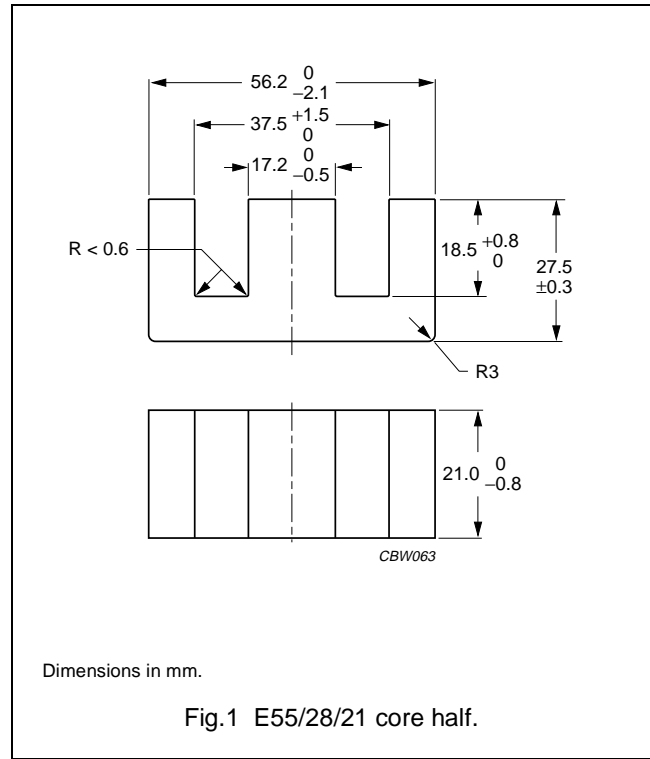 56.2 0 −2.1
37.5 +1.5 0
17.2 0 −0.5
R < 0.6
18.5 +0.8 0
27.5
±0.3
R3
21.0 0 −0.8
CBW063
Dimensions in mm.
Fig.1 E55/28/21 core half.